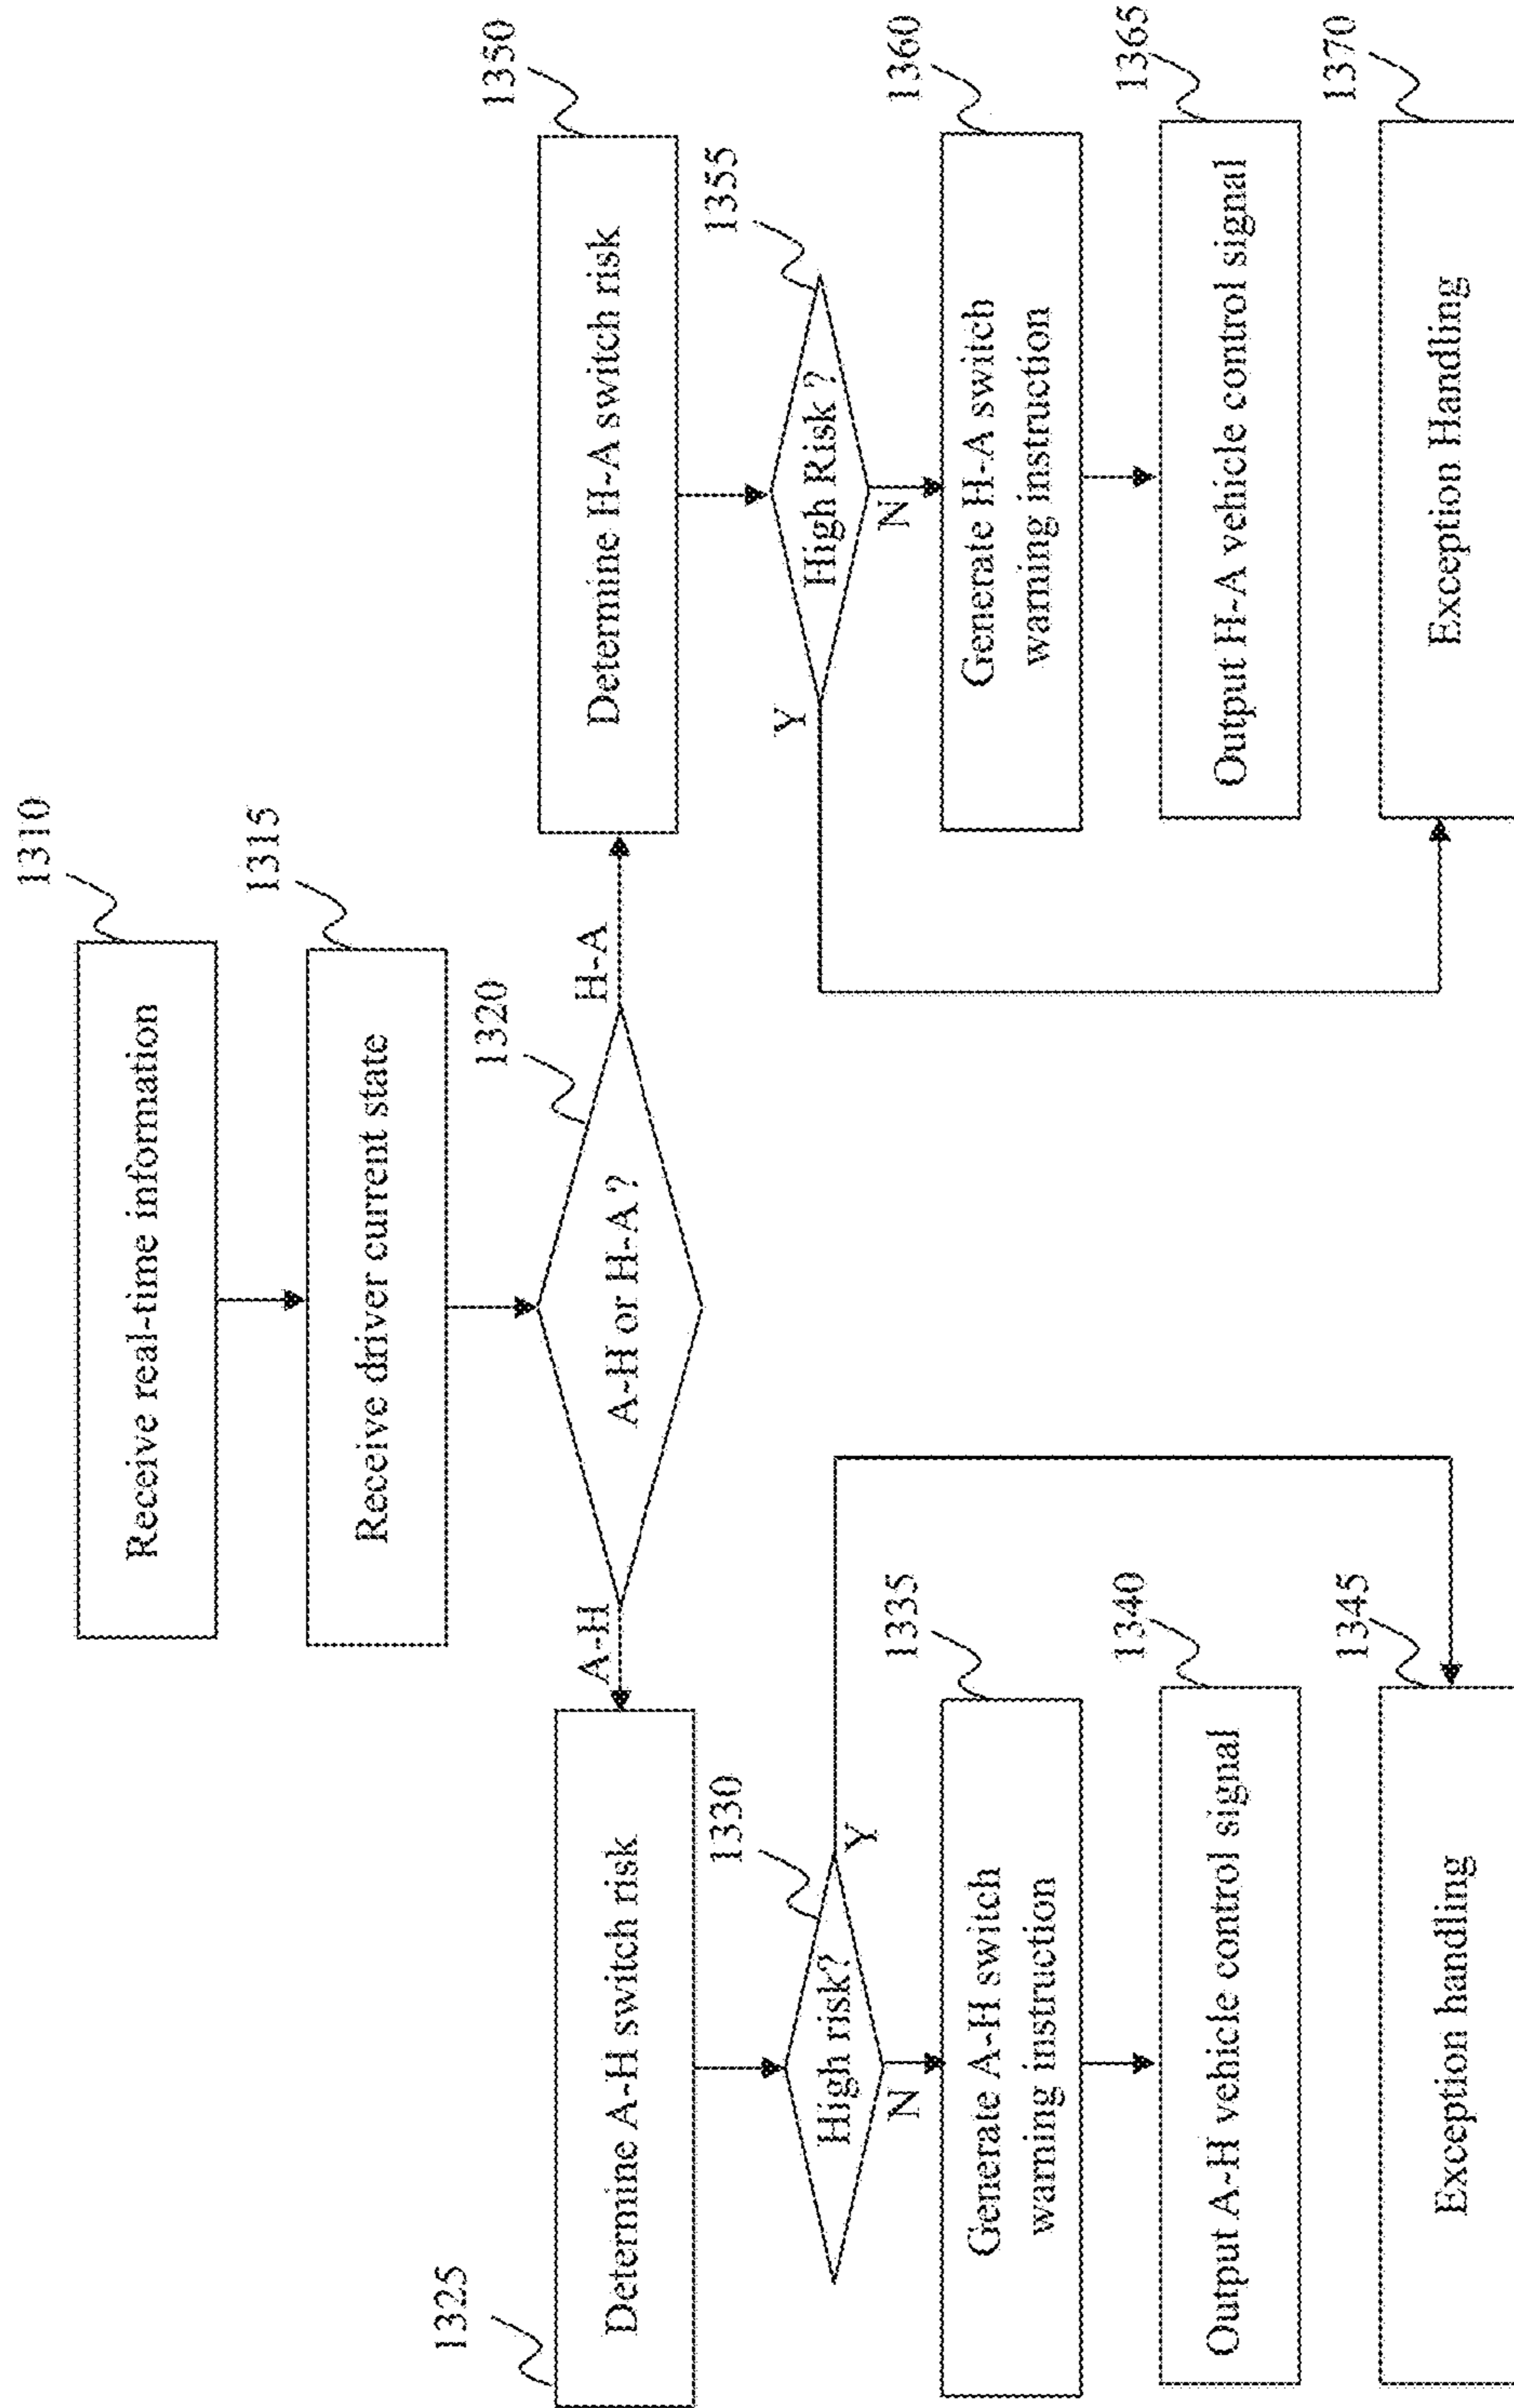 1310
Receive real-time information
1315
Receive driver current state
1320
A-H or H-A ?
A-H
H-A
1325
Determine A-H switch risk
1330
High risk?
Y
N
1335
Generate A-H switch
warning instruction
1340
Output A-H vehicle control signal
1345
Exception handling
1350
Determine H-A switch risk
1355
High Risk ?
Y
N
1360
Generate H-A switch
warning instruction
1365
Output H-A vehicle control signal
1370
Exception Handling